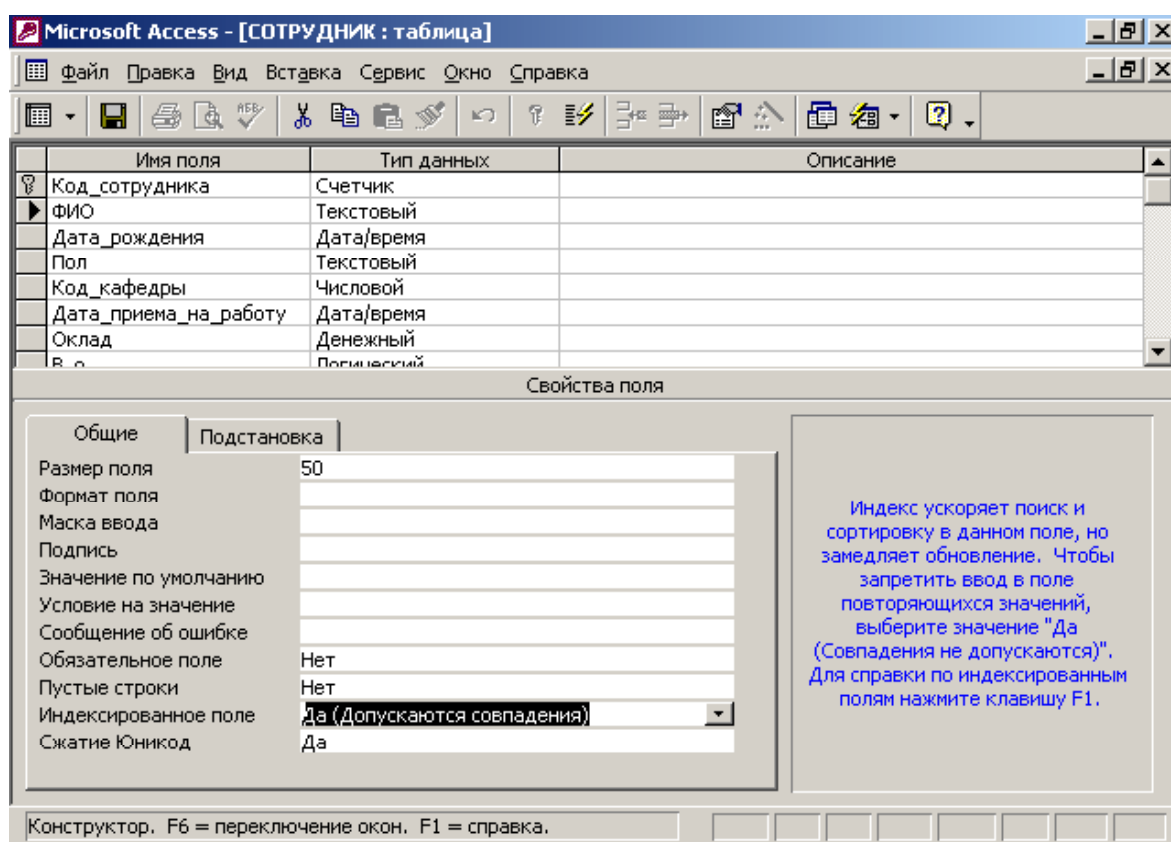 Microsoft Access - [СОТРУДНИК : таблица]
Файл Правка Вид Вставка Сервис Окно Справка
Имя поля Тип данных Описание
Код_сотрудника Счетчик
ФИО Текстовый
Дата_рождения Дата/время
Пол Текстовый
Код_кафедры Числовой
Дата_приема_на_работу Дата/время
Оклад Денежный
Логический
Свойства поля
Общие Подстановка
Размер поля 50
Формат поля
Маска ввода
Подпись
Значение по умолчанию
Условие на значение
Сообщение об ошибке
Обязательное поле Нет
Пустые строки Нет
Индексированное поле Да (Допускаются совпадения)
Сжатие Юникод Да
Индекс ускоряет поиск и
сортировку в данном поле, но
замедляет обновление. Чтобы
запретить ввод в поле
повторяющихся значений,
выберите значение "Да
(Совпадения не допускаются)".
Для справки по индексированным
полям нажмите клавишу F1.
Конструктор. F6 = переключение окон. F1 = справка.